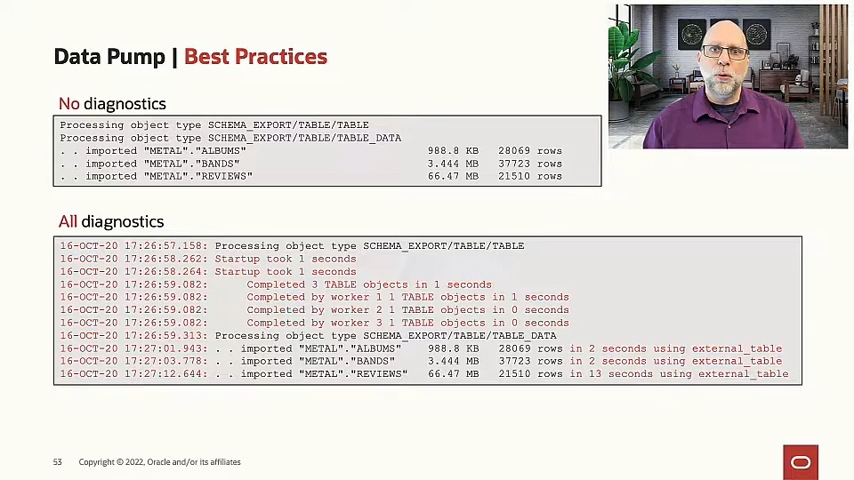 Data Pump | Best Practices
No diagnostics
Processing object type SCHEMA_EXPORT/TABLE/TABLE
Processing object type SCHEMA_EXPORT/TABLE/TABLE_DATA
. . imported "METAL"."ALBUMS" 988.8 KB 28069 rows
. . imported "METAL"."BANDS" 3.444 MB 37723 rows
. . imported "METAL"."REVIEWS" 66.47 MB 21510 rows
All diagnostics
16-OCT-20 17:26:57.158: Processing object type SCHEMA_EXPORT/TABLE/TABLE
16-OCT-20 17:26:58.262: Startup took 1 seconds
16-OCT-20 17:26:58.264: Startup took 1 seconds
16-OCT-20 17:26:59.082: Completed 3 TABLE objects in 1 seconds
16-OCT-20 17:26:59.082: Completed by worker 1 1 TABLE objects in 1 seconds
16-OCT-20 17:26:59.082: Completed by worker 2 1 TABLE objects in 0 seconds
16-OCT-20 17:26:59.082: Completed by worker 3 1 TABLE objects in 0 seconds
16-OCT-20 17:26:59.313: Processing object type SCHEMA_EXPORT/TABLE/TABLE_DATA
16-OCT-20 17:27:01.943: . . imported "METAL"."ALBUMS" 988.8 KB 28069 rows in 2 seconds using external_table
16-OCT-20 17:27:03.778: . . imported "METAL"."BANDS" 3.444 MB 37723 rows in 2 seconds using external_table
16-OCT-20 17:27:12.644: . . imported "METAL"."REVIEWS" 66.47 MB 21510 rows in 13 seconds using external_table
53 Copyright © 2022, Oracle and/or its affiliates